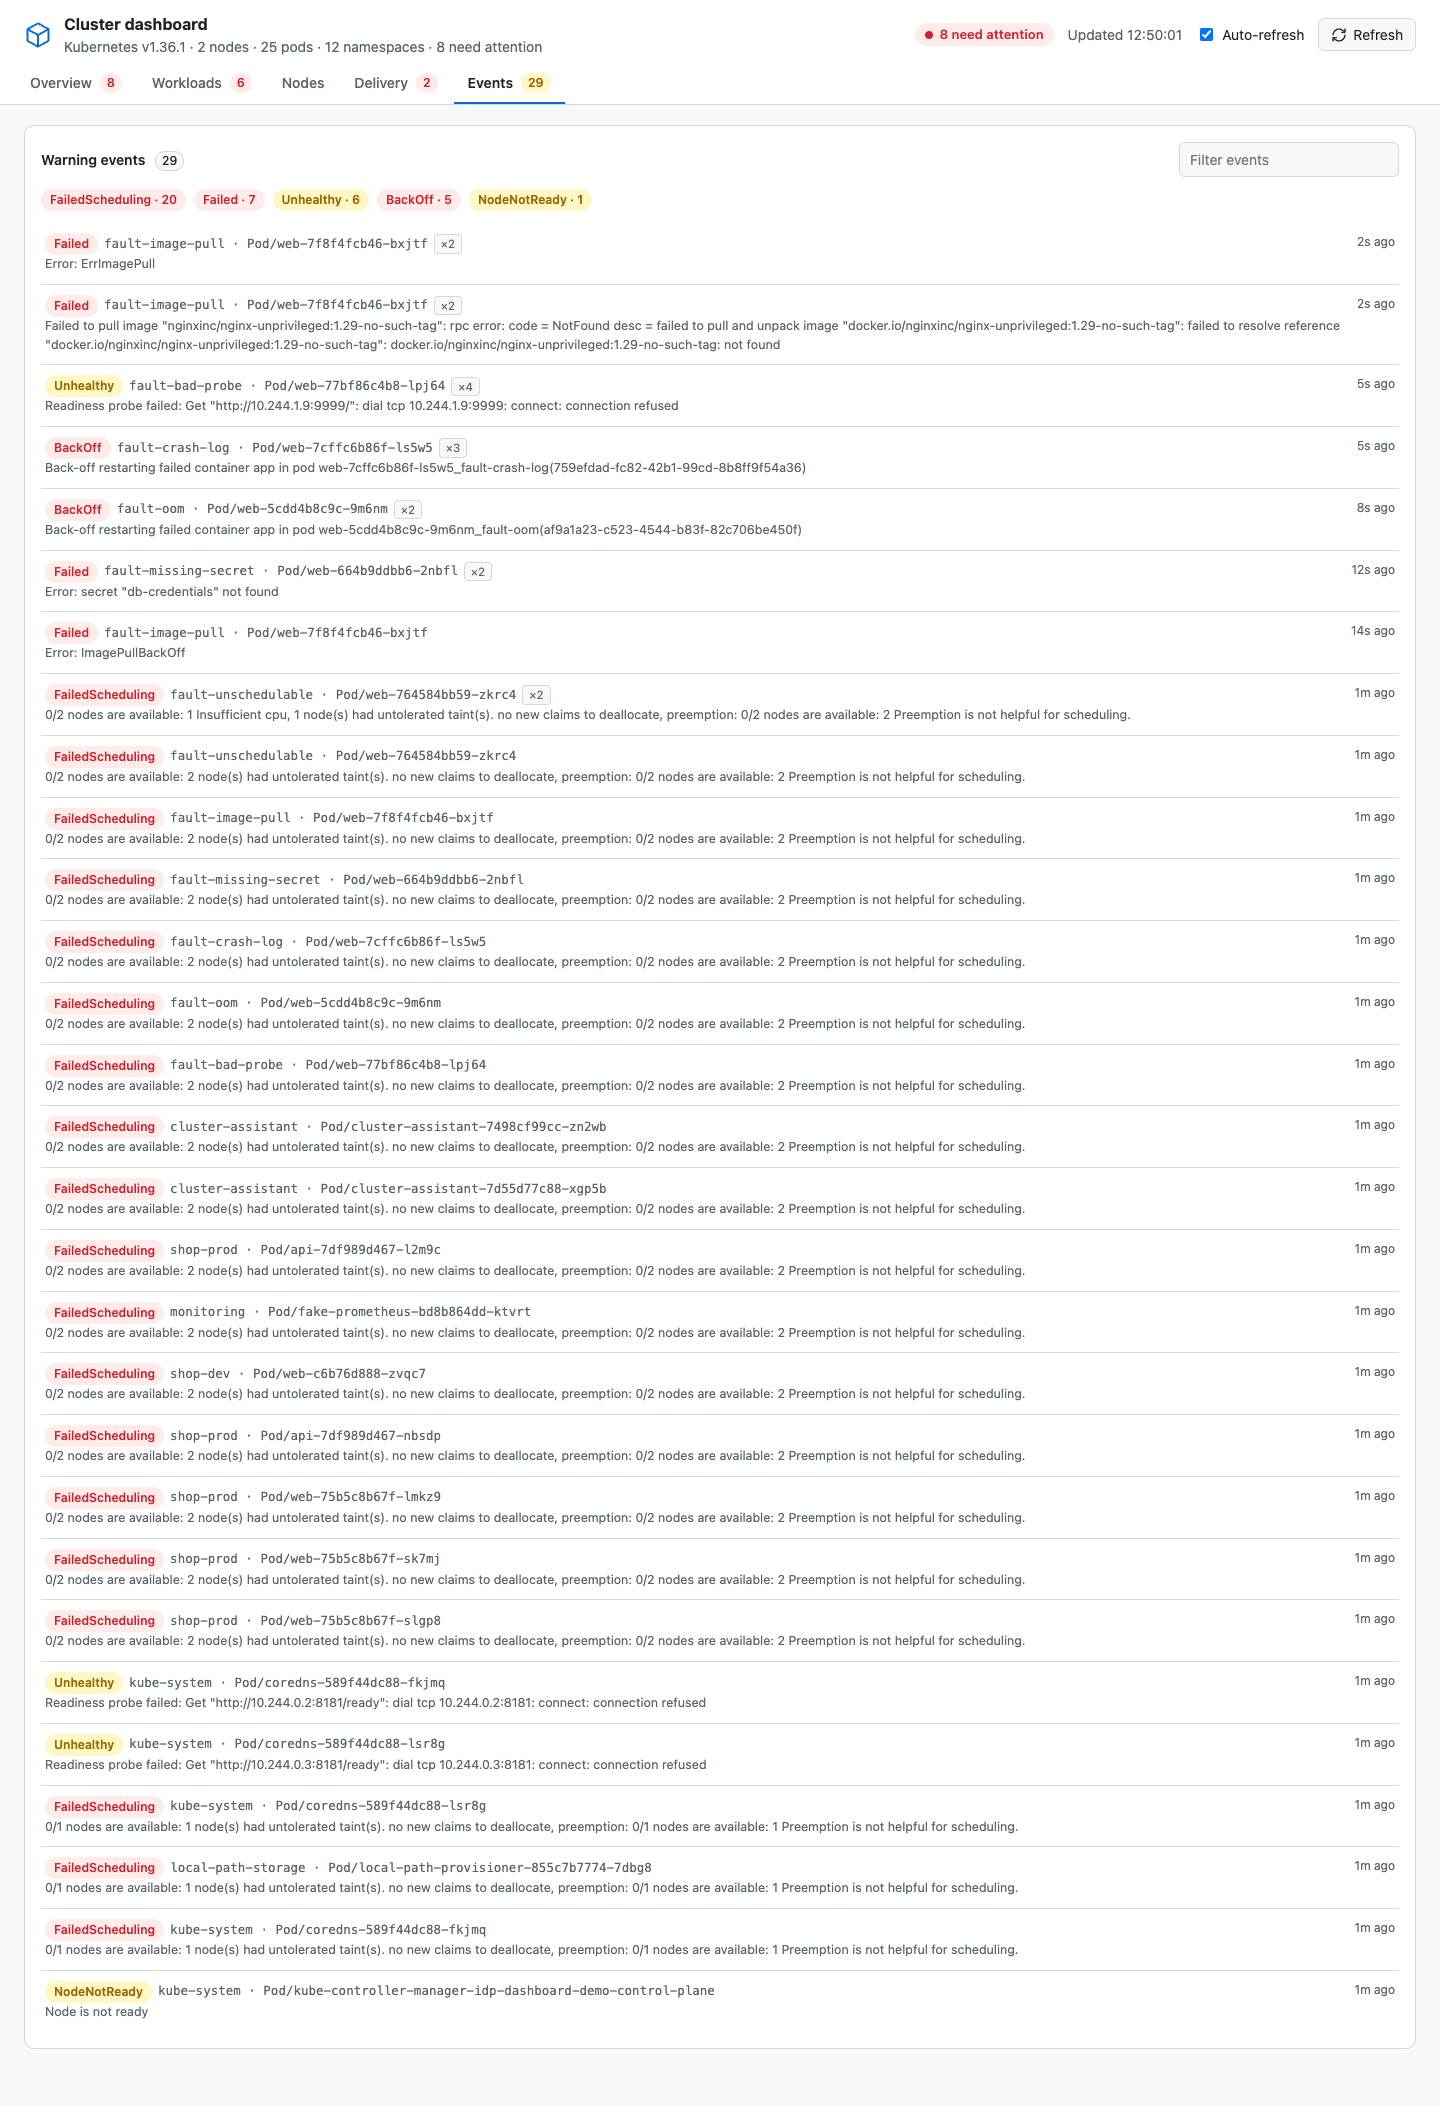 Cluster dashboard
Kubernetes v1.36.1 · 2 nodes · 25 pods · 12 namespaces · 8 need attention
8 need attention
Updated 12:50:01
Auto-refresh
Refresh
Overview 8
Workloads 6
Nodes
Delivery 2
Events 29
Warning events 29
Filter events
FailedScheduling · 20
Failed · 7
Unhealthy · 6
BackOff · 5
NodeNotReady · 1
Failed fault-image-pull · Pod/web-7f8f4fcb46-bxjtf ×2 2s ago
Error: ErrImagePull
Failed fault-image-pull · Pod/web-7f8f4fcb46-bxjtf ×2 2s ago
Failed to pull image "nginxinc/nginx-unprivileged:1.29-no-such-tag": rpc error: code = NotFound desc = failed to pull and unpack image "docker.io/nginxinc/nginx-unprivileged:1.29-no-such-tag": failed to resolve reference
"docker.io/nginxinc/nginx-unprivileged:1.29-no-such-tag": docker.io/nginxinc/nginx-unprivileged:1.29-no-such-tag: not found
Unhealthy fault-bad-probe · Pod/web-77bf86c4b8-lpj64 ×4 5s ago
Readiness probe failed: Get "http://10.244.1.9:9999/": dial tcp 10.244.1.9:9999: connect: connection refused
BackOff fault-crash-log · Pod/web-7cffc6b86f-ls5w5 ×3 5s ago
Back-off restarting failed container app in pod web-7cffc6b86f-ls5w5_fault-crash-log(759efdad-fc82-42b1-99cd-8b8ff9f54a36)
BackOff fault-oom · Pod/web-5cdd4b8c9c-9m6nm ×2 8s ago
Back-off restarting failed container app in pod web-5cdd4b8c9c-9m6nm_fault-oom(af9a1a23-c523-4544-b83f-82c706be450f)
Failed fault-missing-secret · Pod/web-664b9ddbb6-2nbfl ×2 12s ago
Error: secret "db-credentials" not found
Failed fault-image-pull · Pod/web-7f8f4fcb46-bxjtf 14s ago
Error: ImagePullBackOff
FailedScheduling fault-unschedulable · Pod/web-764584bb59-zkrc4 ×2 1m ago
0/2 nodes are available: 1 Insufficient cpu, 1 node(s) had untolerated taint(s). no new claims to deallocate, preemption: 0/2 nodes are available: 2 Preemption is not helpful for scheduling.
FailedScheduling fault-unschedulable · Pod/web-764584bb59-zkrc4 1m ago
0/2 nodes are available: 2 node(s) had untolerated taint(s). no new claims to deallocate, preemption: 0/2 nodes are available: 2 Preemption is not helpful for scheduling.
FailedScheduling fault-image-pull · Pod/web-7f8f4fcb46-bxjtf 1m ago
0/2 nodes are available: 2 node(s) had untolerated taint(s). no new claims to deallocate, preemption: 0/2 nodes are available: 2 Preemption is not helpful for scheduling.
FailedScheduling fault-missing-secret · Pod/web-664b9ddbb6-2nbfl 1m ago
0/2 nodes are available: 2 node(s) had untolerated taint(s). no new claims to deallocate, preemption: 0/2 nodes are available: 2 Preemption is not helpful for scheduling.
FailedScheduling fault-crash-log · Pod/web-7cffc6b86f-ls5w5 1m ago
0/2 nodes are available: 2 node(s) had untolerated taint(s). no new claims to deallocate, preemption: 0/2 nodes are available: 2 Preemption is not helpful for scheduling.
FailedScheduling fault-oom · Pod/web-5cdd4b8c9c-9m6nm 1m ago
0/2 nodes are available: 2 node(s) had untolerated taint(s). no new claims to deallocate, preemption: 0/2 nodes are available: 2 Preemption is not helpful for scheduling.
FailedScheduling fault-bad-probe · Pod/web-77bf86c4b8-lpj64 1m ago
0/2 nodes are available: 2 node(s) had untolerated taint(s). no new claims to deallocate, preemption: 0/2 nodes are available: 2 Preemption is not helpful for scheduling.
FailedScheduling cluster-assistant · Pod/cluster-assistant-7498cf99cc-zn2wb 1m ago
0/2 nodes are available: 2 node(s) had untolerated taint(s). no new claims to deallocate, preemption: 0/2 nodes are available: 2 Preemption is not helpful for scheduling.
FailedScheduling cluster-assistant · Pod/cluster-assistant-7d55d77c88-xgp5b 1m ago
0/2 nodes are available: 2 node(s) had untolerated taint(s). no new claims to deallocate, preemption: 0/2 nodes are available: 2 Preemption is not helpful for scheduling.
FailedScheduling shop-prod · Pod/api-7df989d467-l2m9c 1m ago
0/2 nodes are available: 2 node(s) had untolerated taint(s). no new claims to deallocate, preemption: 0/2 nodes are available: 2 Preemption is not helpful for scheduling.
FailedScheduling monitoring · Pod/fake-prometheus-bd8b864dd-ktvrt 1m ago
0/2 nodes are available: 2 node(s) had untolerated taint(s). no new claims to deallocate, preemption: 0/2 nodes are available: 2 Preemption is not helpful for scheduling.
FailedScheduling shop-dev · Pod/web-c6b76d888-zvqc7 1m ago
0/2 nodes are available: 2 node(s) had untolerated taint(s). no new claims to deallocate, preemption: 0/2 nodes are available: 2 Preemption is not helpful for scheduling.
FailedScheduling shop-prod · Pod/api-7df989d467-nbsdp 1m ago
0/2 nodes are available: 2 node(s) had untolerated taint(s). no new claims to deallocate, preemption: 0/2 nodes are available: 2 Preemption is not helpful for scheduling.
FailedScheduling shop-prod · Pod/web-75b5c8b67f-lmkz9 1m ago
0/2 nodes are available: 2 node(s) had untolerated taint(s). no new claims to deallocate, preemption: 0/2 nodes are available: 2 Preemption is not helpful for scheduling.
FailedScheduling shop-prod · Pod/web-75b5c8b67f-sk7mj 1m ago
0/2 nodes are available: 2 node(s) had untolerated taint(s). no new claims to deallocate, preemption: 0/2 nodes are available: 2 Preemption is not helpful for scheduling.
FailedScheduling shop-prod · Pod/web-75b5c8b67f-slgp8 1m ago
0/2 nodes are available: 2 node(s) had untolerated taint(s). no new claims to deallocate, preemption: 0/2 nodes are available: 2 Preemption is not helpful for scheduling.
Unhealthy kube-system · Pod/coredns-589f44dc88-fkjmq 1m ago
Readiness probe failed: Get "http://10.244.0.2:8181/ready": dial tcp 10.244.0.2:8181: connect: connection refused
Unhealthy kube-system · Pod/coredns-589f44dc88-lsr8g 1m ago
Readiness probe failed: Get "http://10.244.0.3:8181/ready": dial tcp 10.244.0.3:8181: connect: connection refused
FailedScheduling kube-system · Pod/coredns-589f44dc88-lsr8g 1m ago
0/1 nodes are available: 1 node(s) had untolerated taint(s). no new claims to deallocate, preemption: 0/1 nodes are available: 1 Preemption is not helpful for scheduling.
FailedScheduling local-path-storage · Pod/local-path-provisioner-855c7b7774-7dbg8 1m ago
0/1 nodes are available: 1 node(s) had untolerated taint(s). no new claims to deallocate, preemption: 0/1 nodes are available: 1 Preemption is not helpful for scheduling.
FailedScheduling kube-system · Pod/coredns-589f44dc88-fkjmq 1m ago
0/1 nodes are available: 1 node(s) had untolerated taint(s). no new claims to deallocate, preemption: 0/1 nodes are available: 1 Preemption is not helpful for scheduling.
NodeNotReady kube-system · Pod/kube-controller-manager-idp-dashboard-demo-control-plane 1m ago
Node is not ready